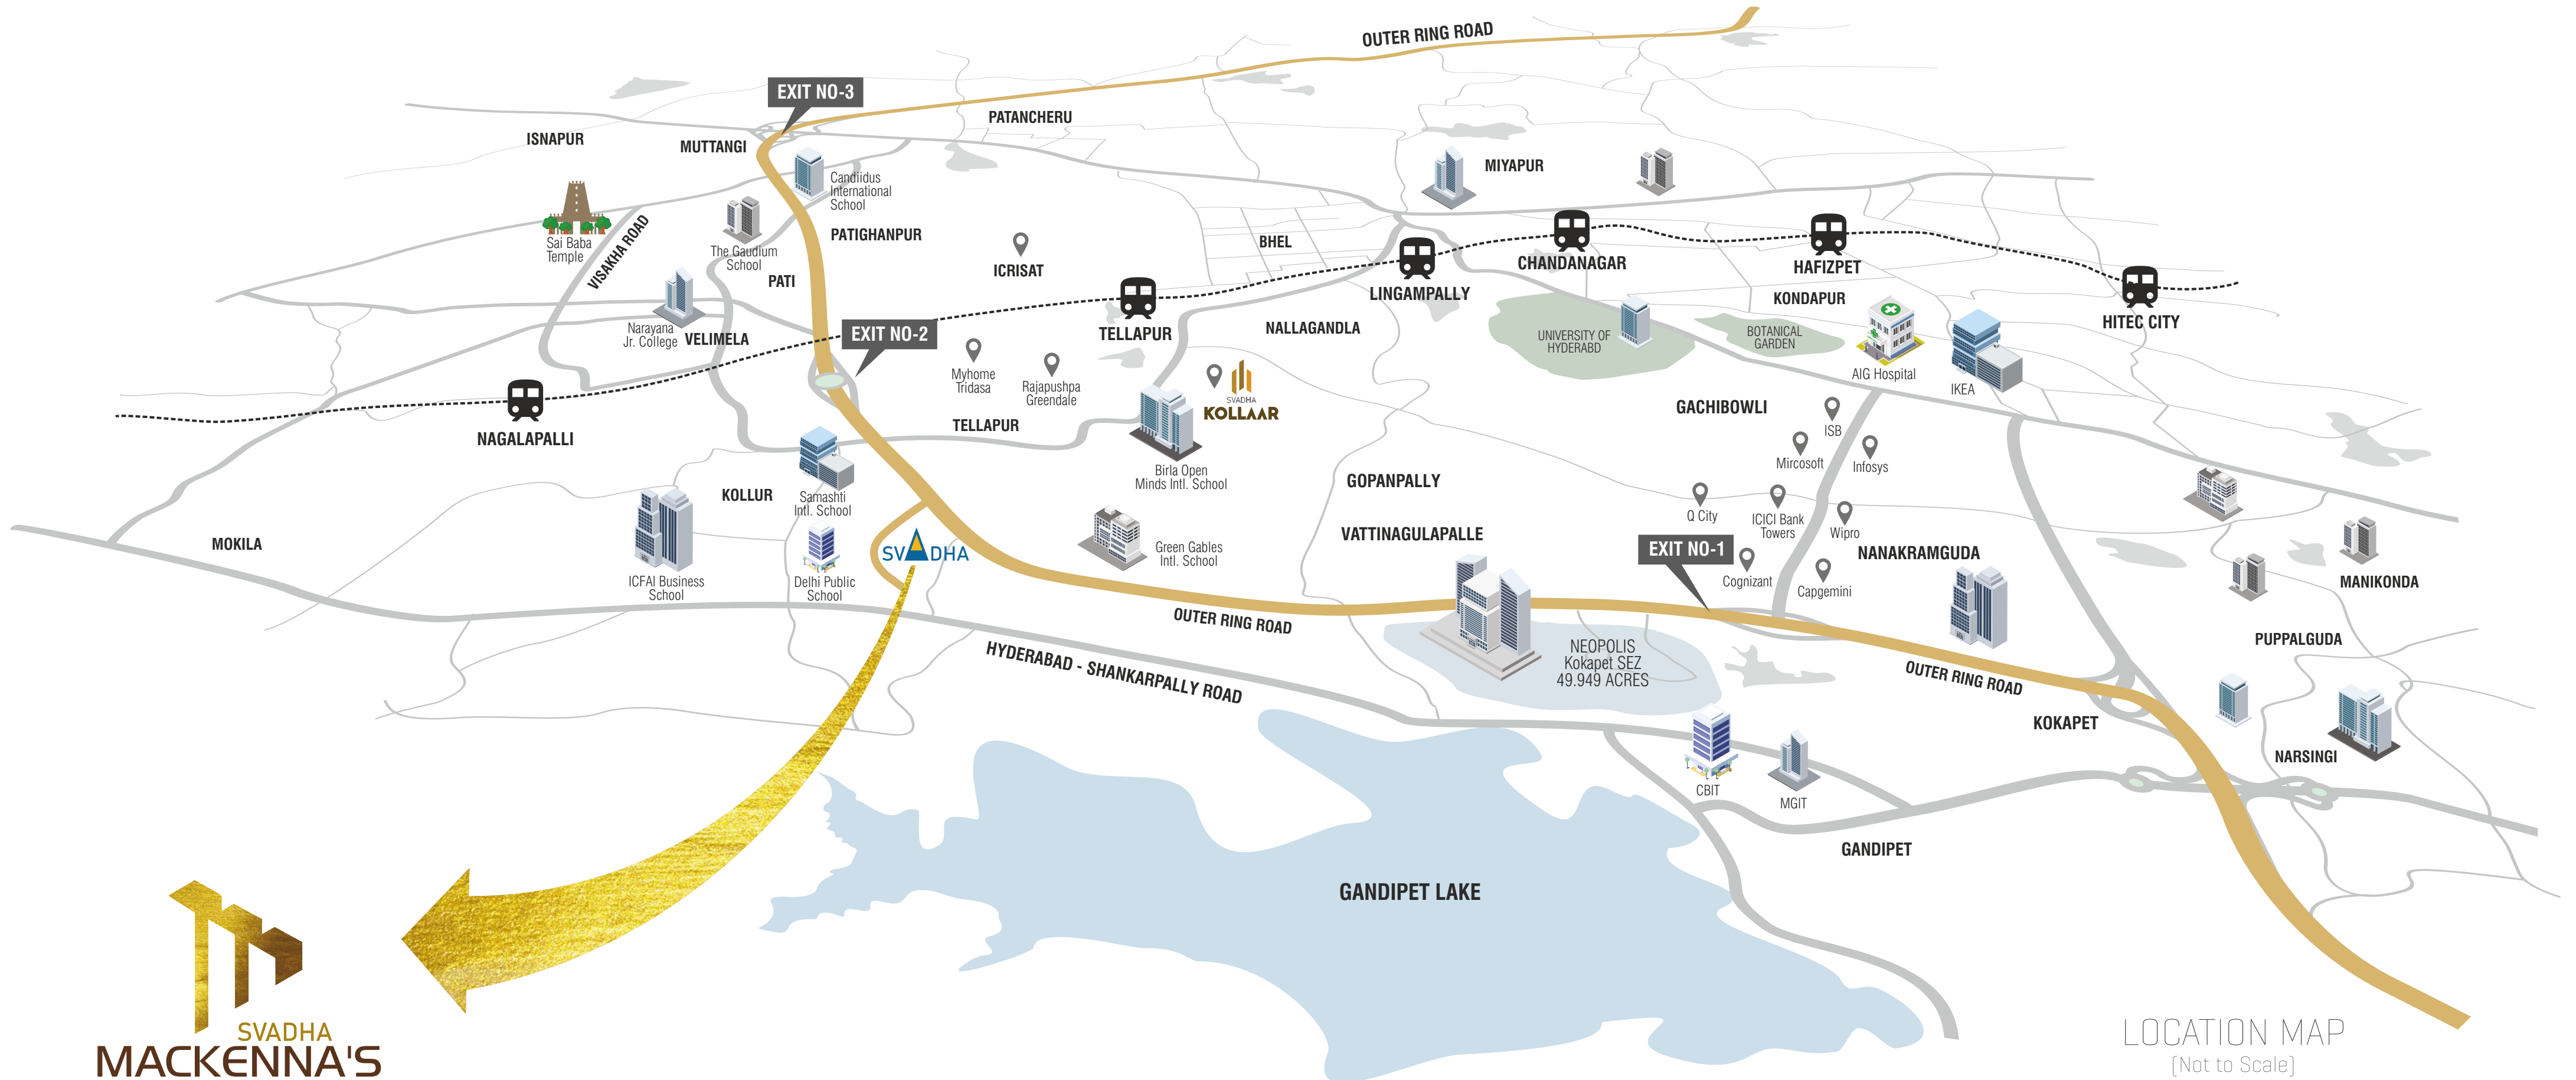 OUTER RING ROAD
EXIT NO-3
PATANCHERU
ISNAPUR
MUTTANGI
MIYAPUR
Candiidus
International
School
Sai Baba
Temple
VISAKHA ROAD
The Gaudium
School
PATIGHANPUR
PATI
ICRISAT
BHEL
CHANDANAGAR
HAFIZPET
LINGAMPALLY
KONDAPUR
HITEC CITY
Narayana
Jr. College
VELIMELA
EXIT NO-2
TELLAPUR
NALLAGANDLA
UNIVERSITY OF
HYDERABD
BOTANICAL
GARDEN
AIG Hospital
IKEA
Myhome
Tridasa
Rajapushpa
Greendale
SVADHA
KOLLAAR
NAGALAPALLI
TELLAPUR
GACHIBOWLI
ISB
Mircosoft
Infosys
Birla Open
Minds Intl. School
GOPANPALLY
KOLLUR
Samashti
Intl. School
Q City
ICICI Bank
Towers
Wipro
MOKILA
SVADHA
Green Gables
Intl. School
VATTINAGULAPALLE
EXIT NO-1
NANAKRAMGUDA
Cognizant
Capgemini
ICFAI Business
School
Delhi Public
School
MANIKONDA
OUTER RING ROAD
HYDERABAD - SHANKARPALLY ROAD
NEOPOLIS
Kokapet SEZ
49.949 ACRES
PUPPALGUDA
OUTER RING ROAD
KOKAPET
NARSINGI
CBIT
MGIT
GANDIPET
GANDIPET LAKE
SVADHA
MACKENNA'S
LOCATION MAP
(Not to Scale)